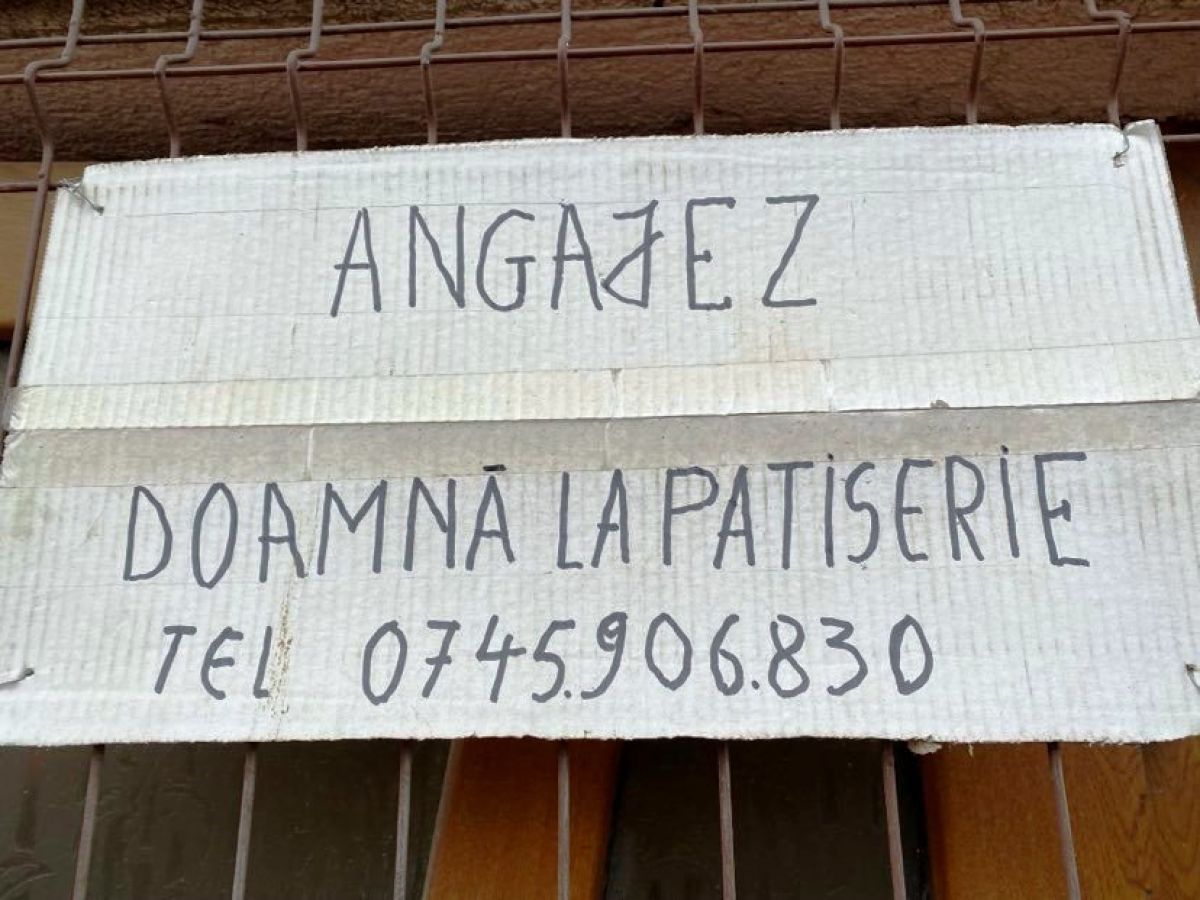 ANGAJEZ
DOAMNĂ LA PATISERIE
TEL 0745.906.830